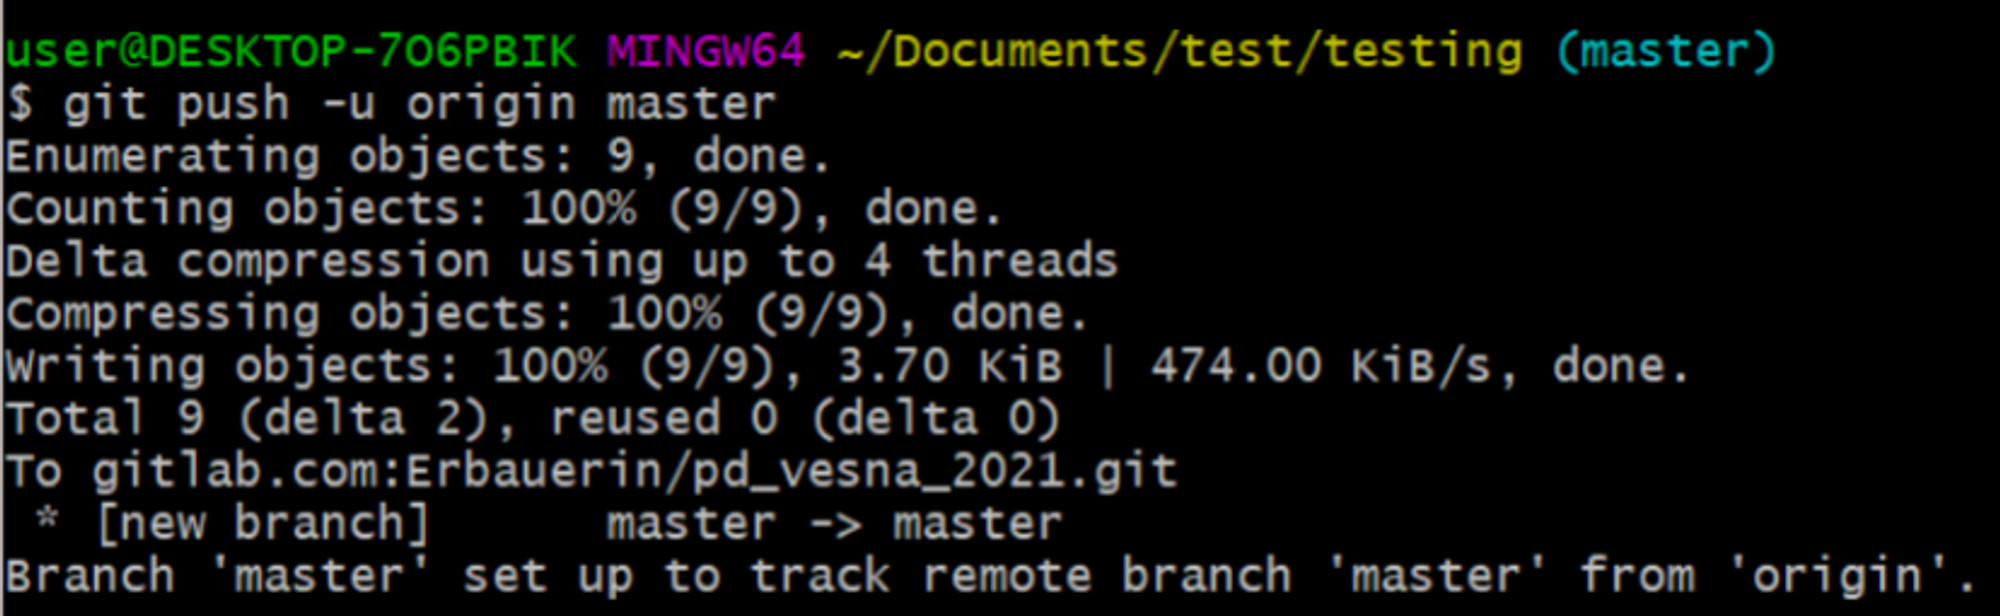 user@DESKTOP-7O6PBIK MINGW64 ~/Documents/test/testing (master)
$ git push -u origin master
Enumerating objects: 9, done.
Counting objects: 100% (9/9), done.
Delta compression using up to 4 threads
Compressing objects: 100% (9/9), done.
Writing objects: 100% (9/9), 3.70 KiB | 474.00 KiB/s, done.
Total 9 (delta 2), reused 0 (delta 0)
To gitlab.com:Erbauerin/pd_vesna_2021.git
 * [new branch]      master -> master
Branch 'master' set up to track remote branch 'master' from 'origin'.